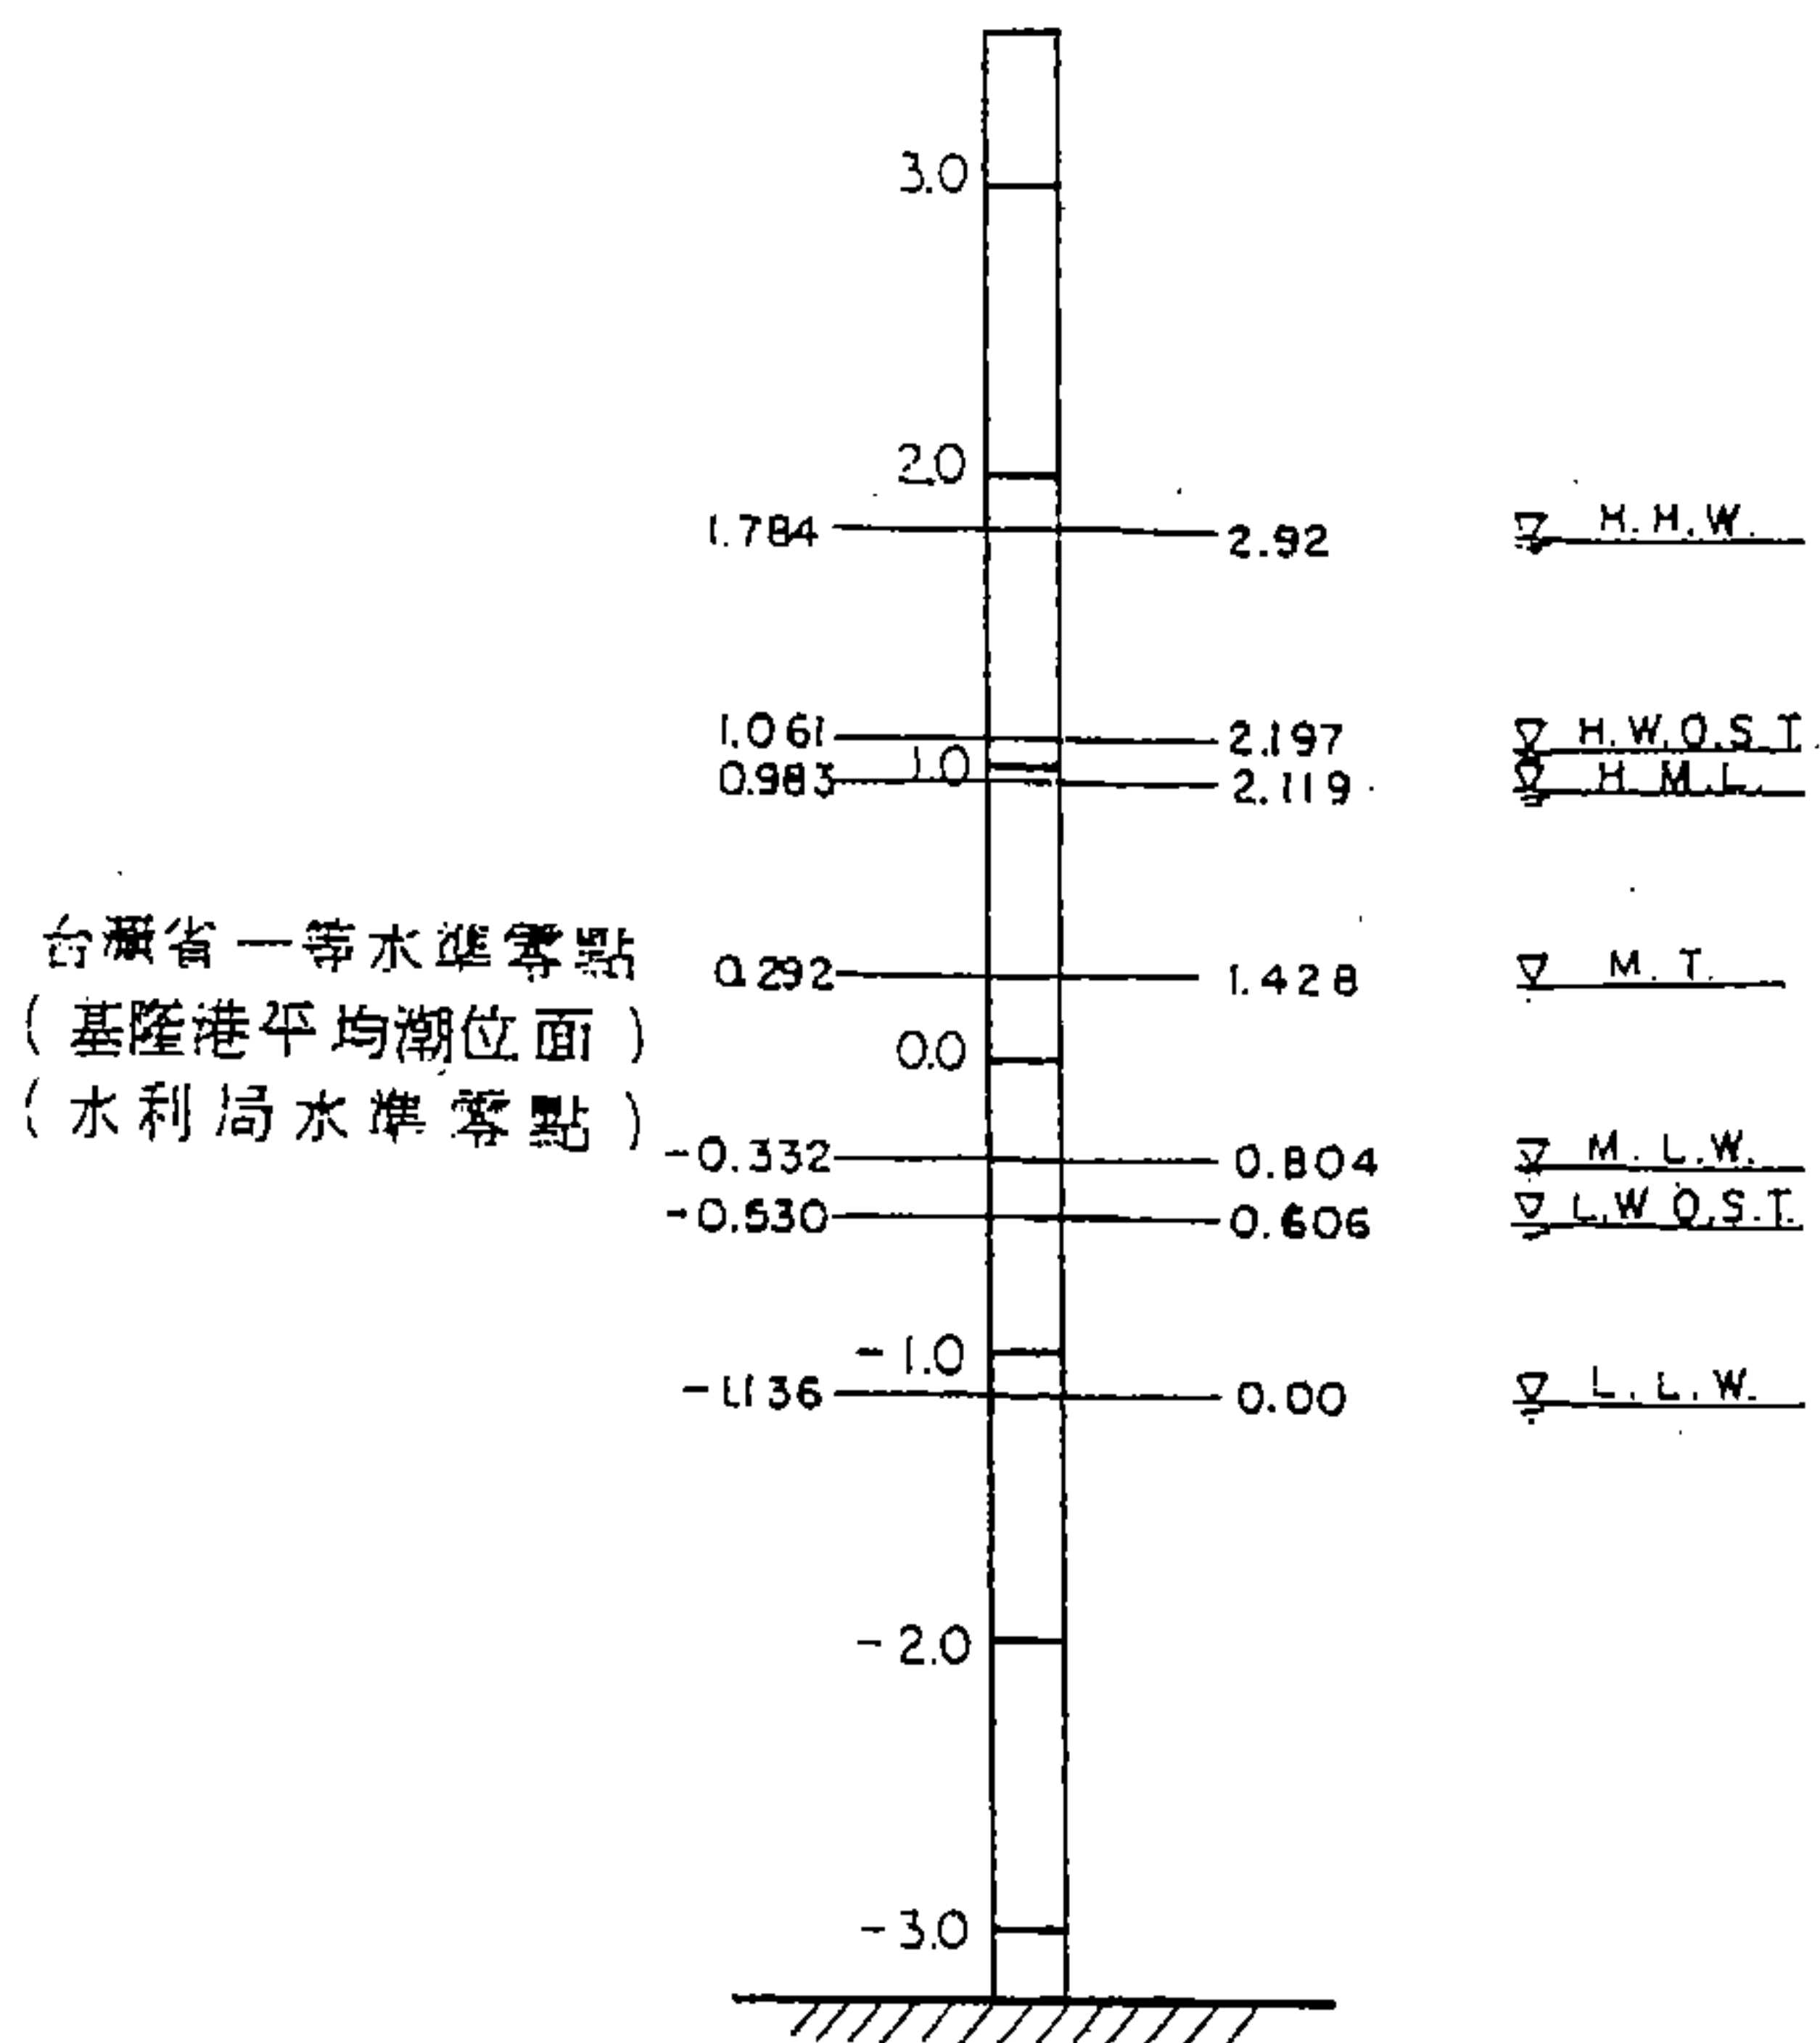 3.0
2.0
1.784 2.92 H.H.W.
1.061 2.197 H.W.O.S.T.
1.0
0.983 2.119 H.M.L.
台灣省一等水準零點
0.292 1.428 M.T.
(基隆港平均潮位面)
0.0
(水利局水準零點)
-0.332 0.804 M.L.W.
-0.530 0.606 L.W.O.S.T.
-1.0
-1.136 0.00 L.L.W.
-2.0
-3.0